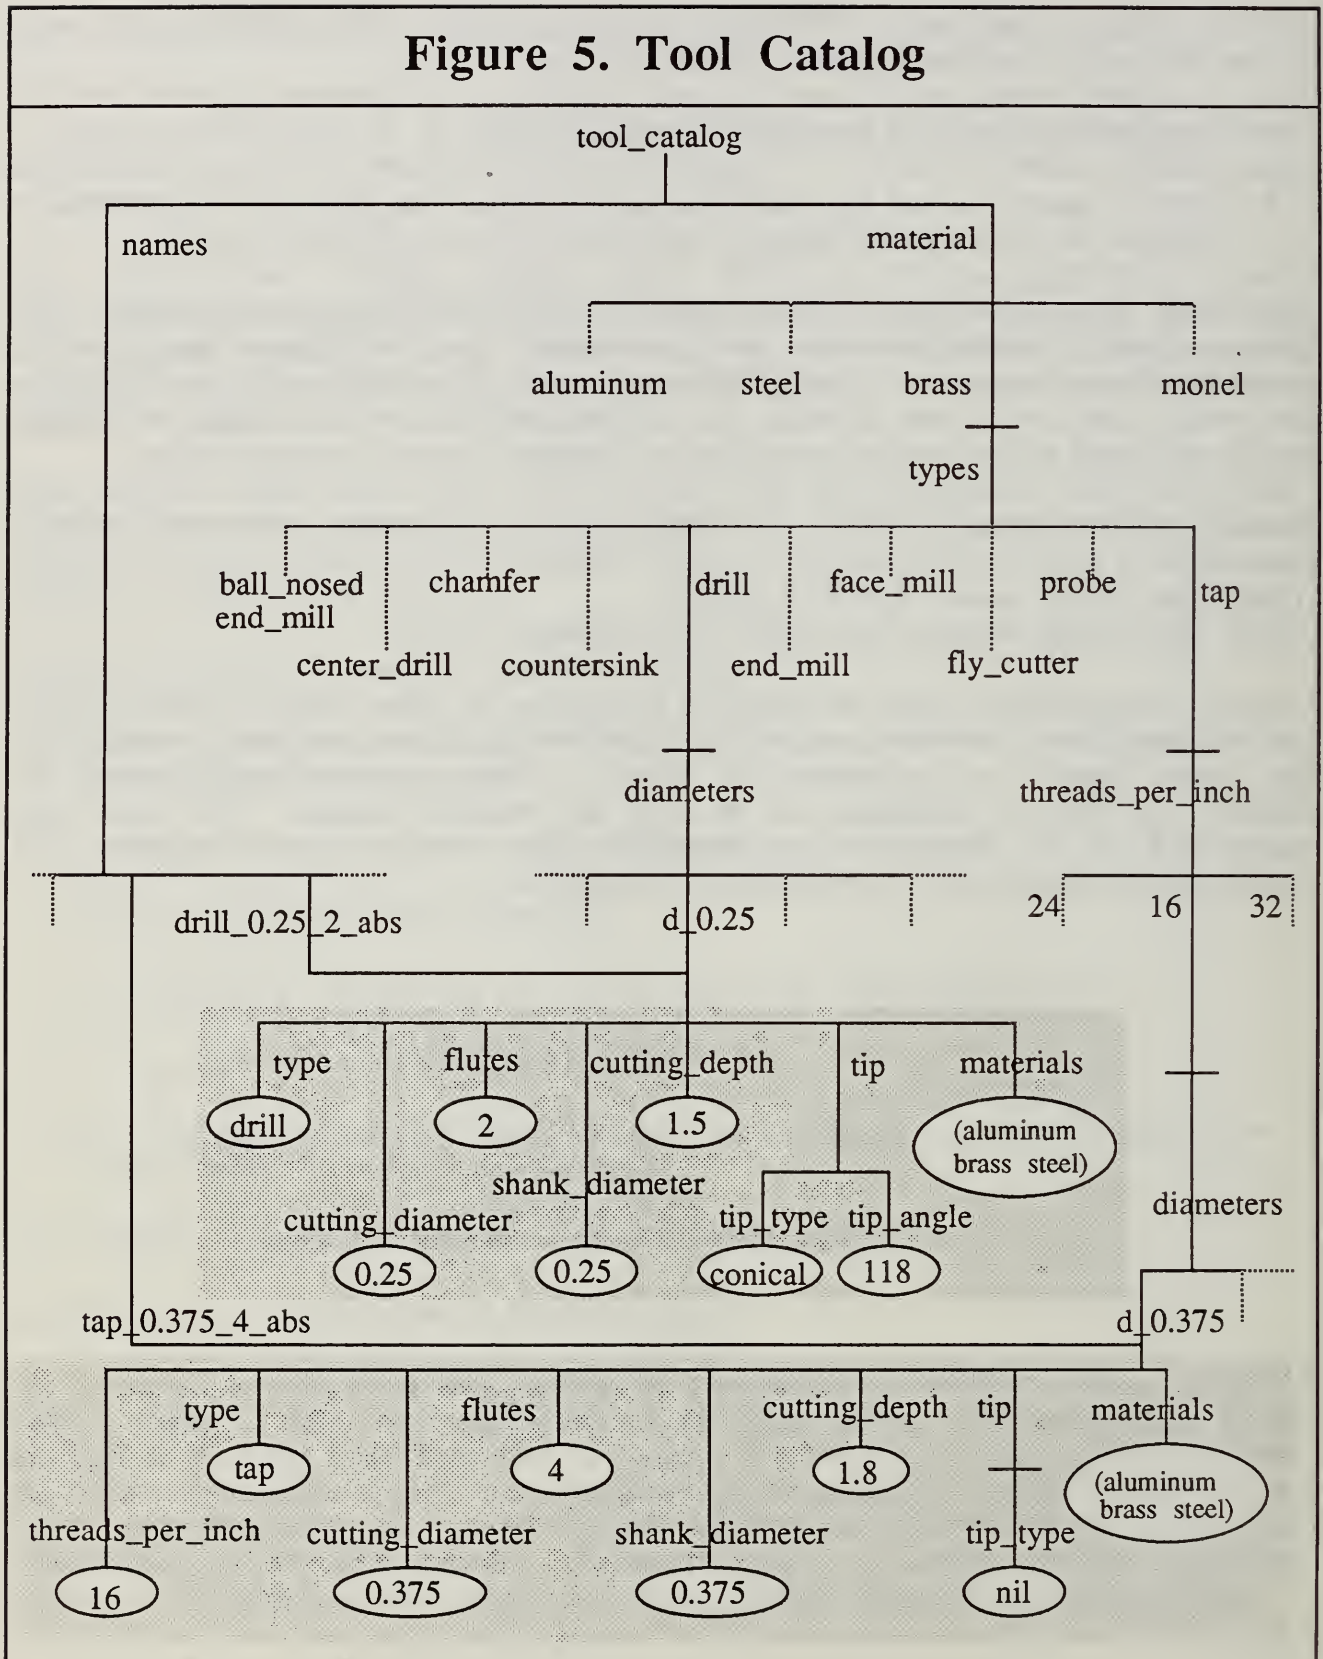 Figure 5. Tool Catalog
tool_catalog
names
material
aluminum
steel
brass
monel
types
ball_nosed
end_mill
chamfer
drill
face_mill
probe
tap
center_drill
countersink
end_mill
fly_cutter
diameters
threads_per_inch
drill_0.25_2_abs
d_0.25
24
16
32
type
flutes
cutting_depth
tip
materials
drill
2
1.5
(aluminum
brass steel)
shank_diameter
cutting_diameter
tip_type
tip_angle
diameters
0.25
0.25
conical
118
tap_0.375_4_abs
d_0.375
type
flutes
cutting_depth
tip
materials
tap
4
1.8
(aluminum
brass steel)
threads_per_inch
cutting_diameter
shank_diameter
tip_type
16
0.375
0.375
nil